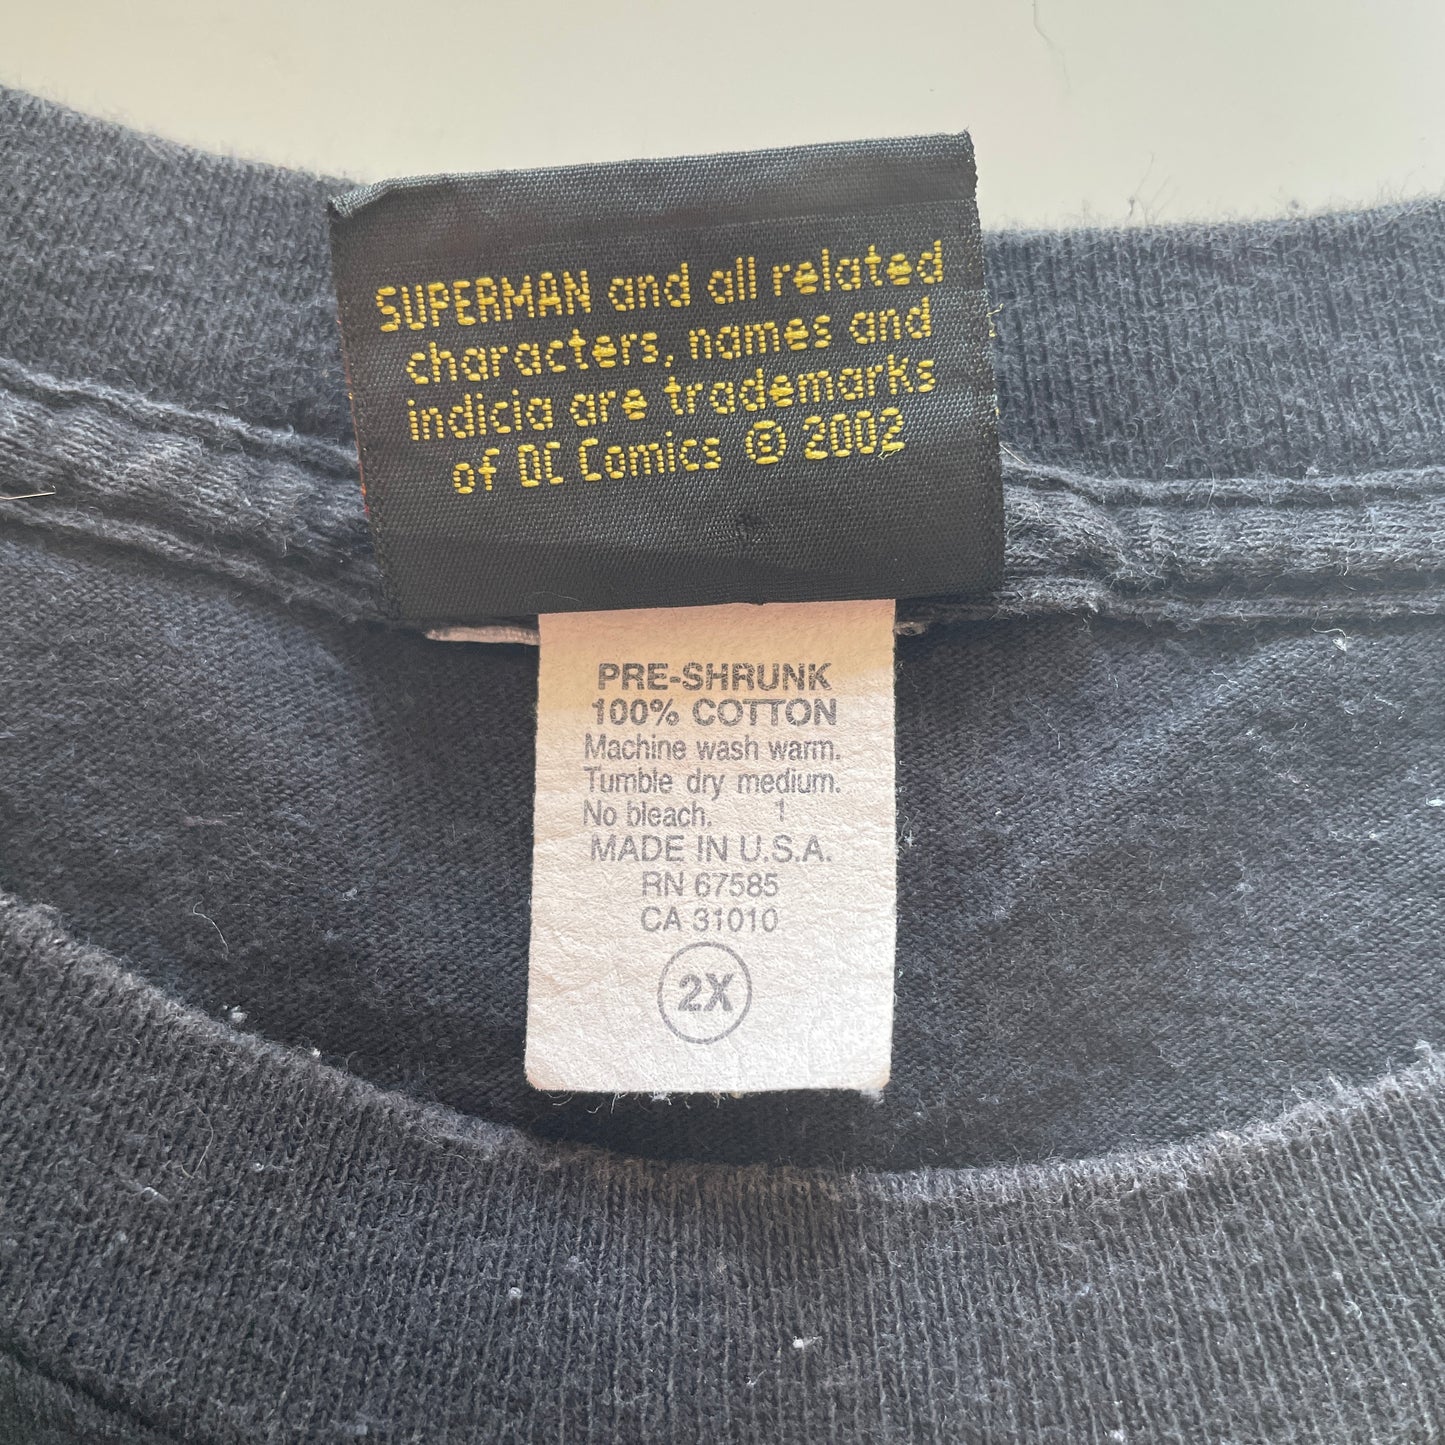 SUPERMAN and all related
characters, names and
indicia are trademarks
of DC Comics ® © 2002
PRE-SHRUNK
100% COTTON
Machine wash warm.
Tumble dry medium.
No bleach. 1
MADE IN U.S.A.
RN 67585
CA 31010
2X